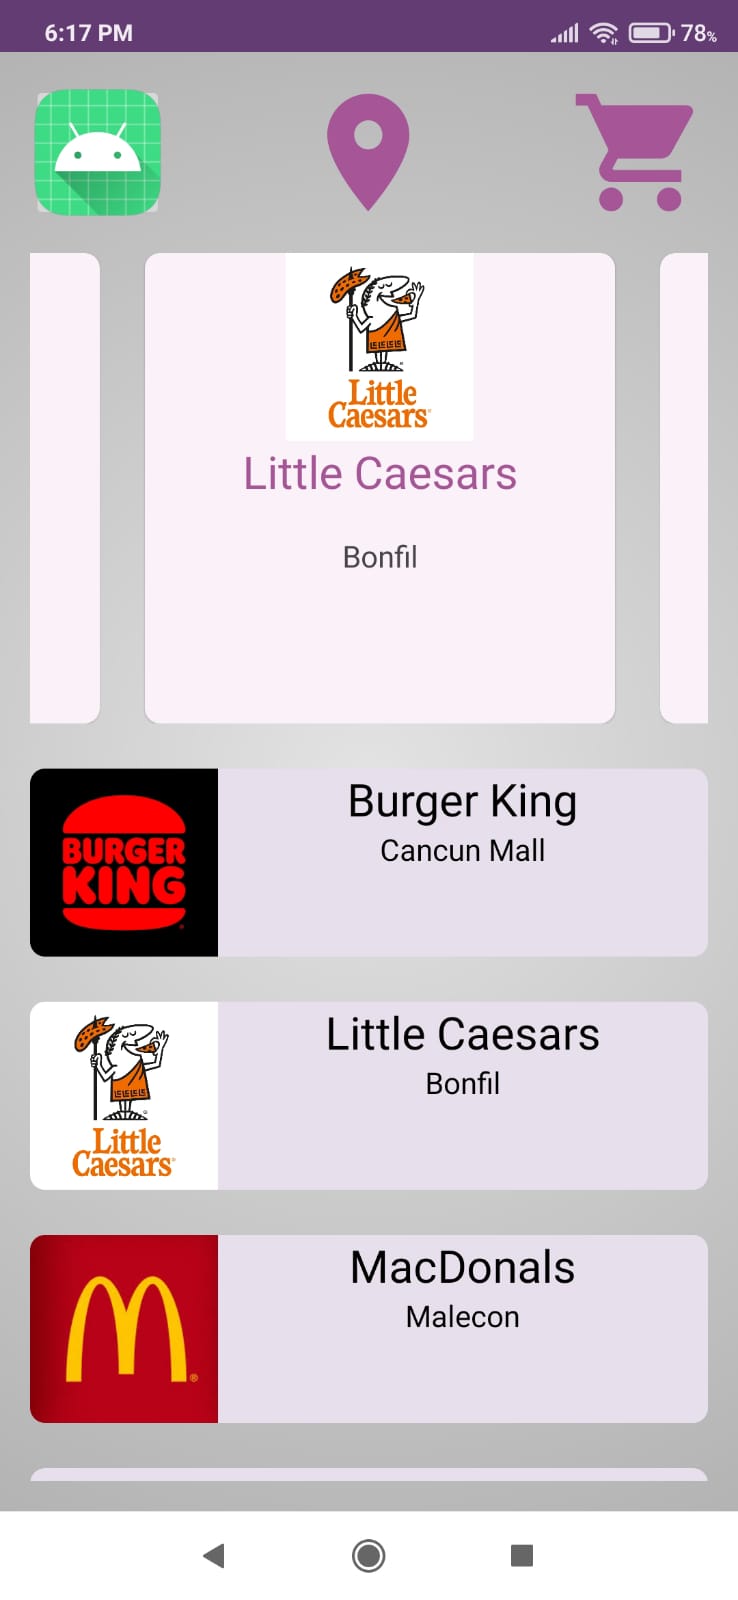 6:17 PM
78%
Little
Caesars
Little Caesars
Bonfil
BURGER
KING
Burger King
Cancun Mall
Little
Caesars
Little Caesars
Bonfil
M
MacDonals
Malecon